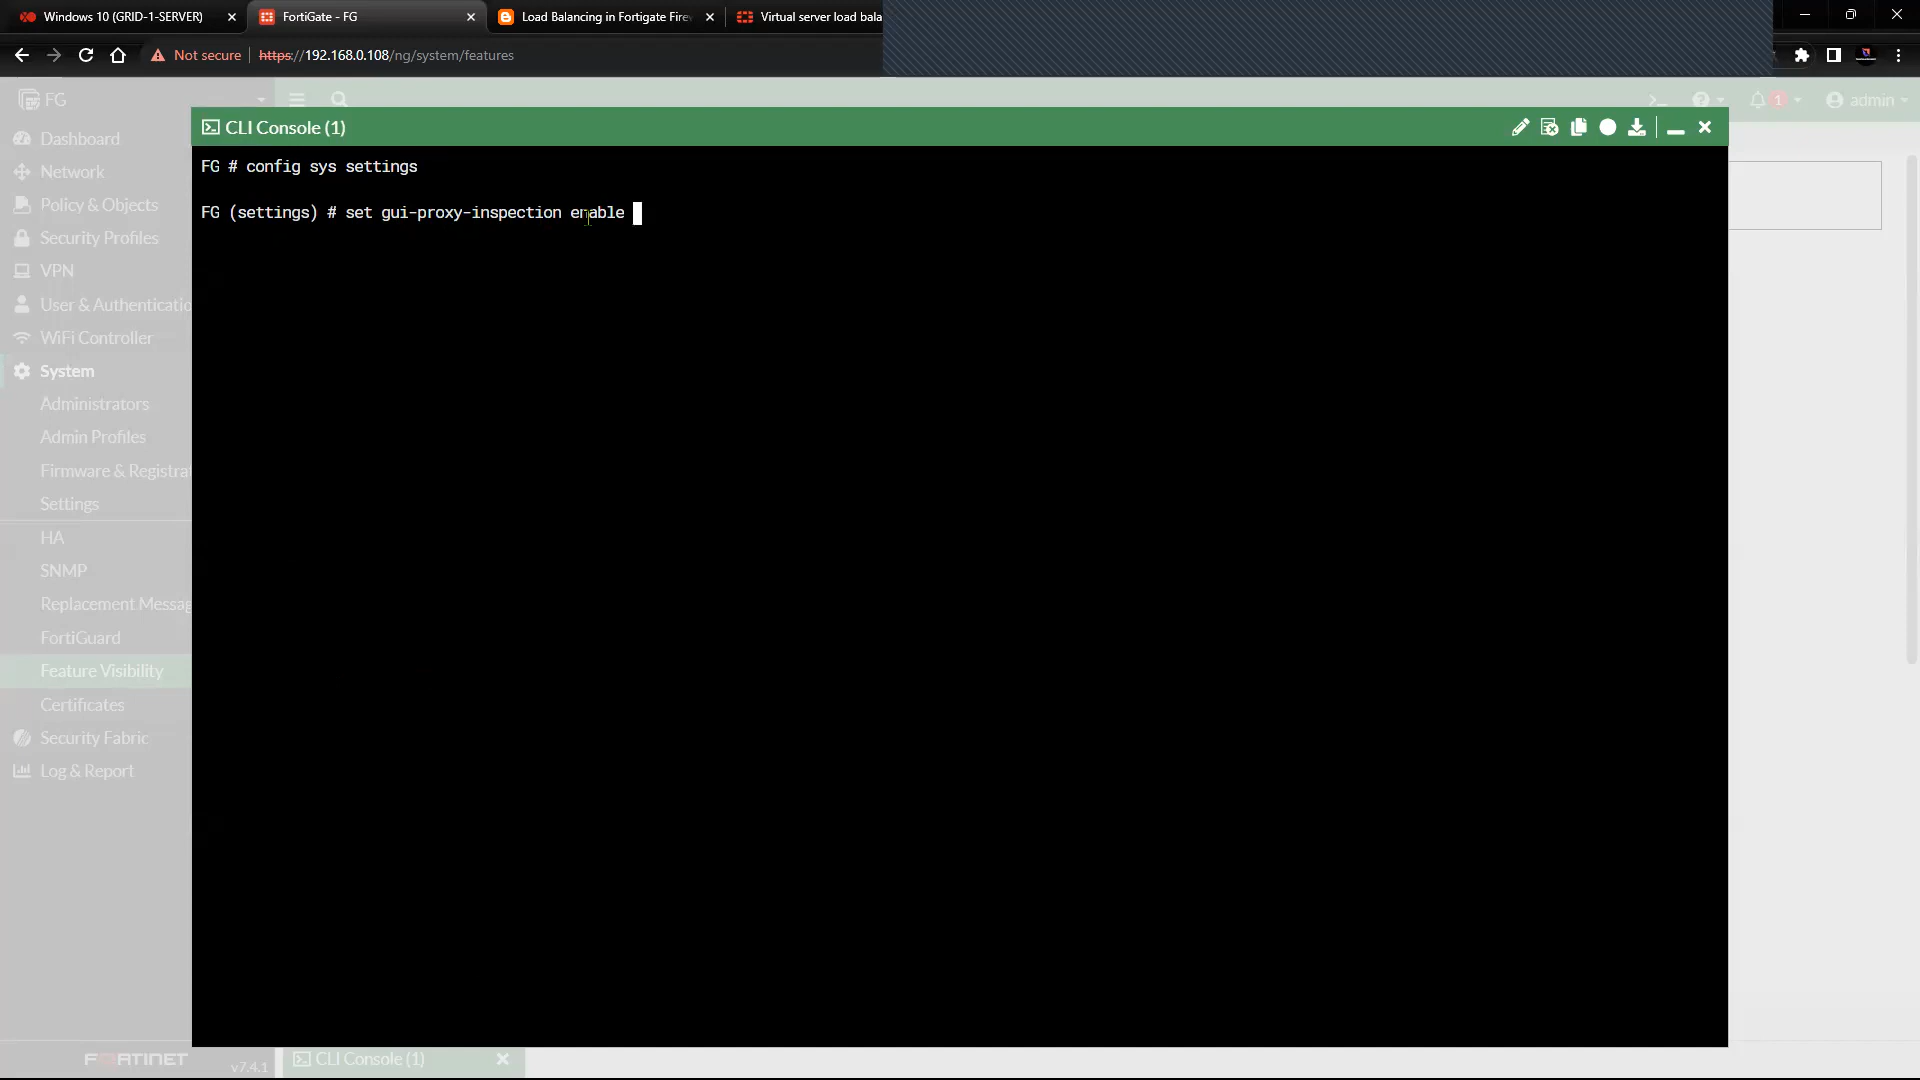 Windows 10 (GRID-1-SERVER)
FortiGate - FG
Load Balancing in Fortigate Fire
Virtual server load bala
Not secure
https://192.168.0.108/ng/system/features
FG
1
admin
CLI Console (1)
Dashboard
Network
Policy & Objects
Security Profiles
VPN
User & Authenticatio
WiFi Controller
System
Administrators
Admin Profiles
Firmware & Registrat
Settings
HA
SNMP
Replacement Messag
FortiGuard
Feature Visibility
Certificates
Security Fabric
Log & Report
FG # config sys settings
FG (settings) # set gui-proxy-inspection enable
FORTINET
v7.4.1
CLI Console (1)